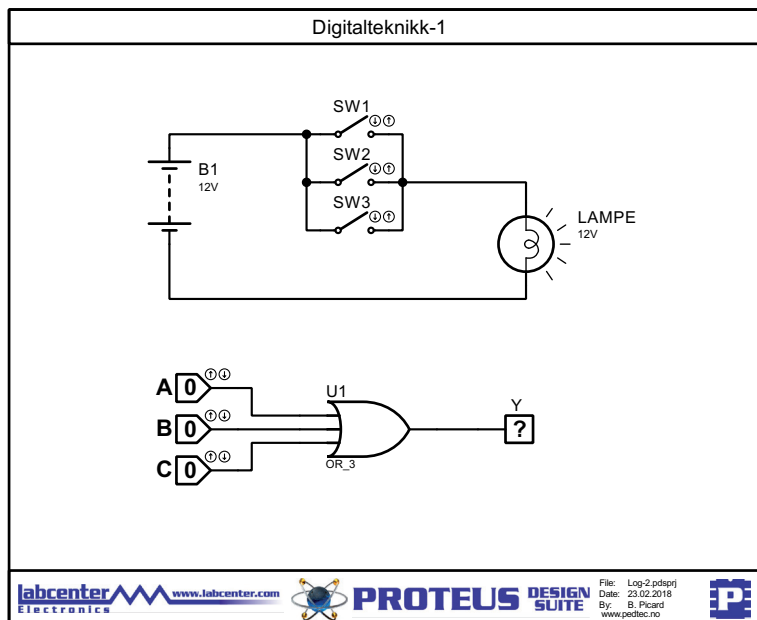 Digitalteknikk-1
SW1
SW2
B1
12V
SW3
LAMPE
12V
A 0
U1
Y
B 0
?
C 0
OR_3
labcenter www.labcenter.com
Electronics
PROTEUS DESIGN SUITE
File: Log-2.pdsprj
Date: 23.02.2018
By: B. Picard
www.pedtec.no
P